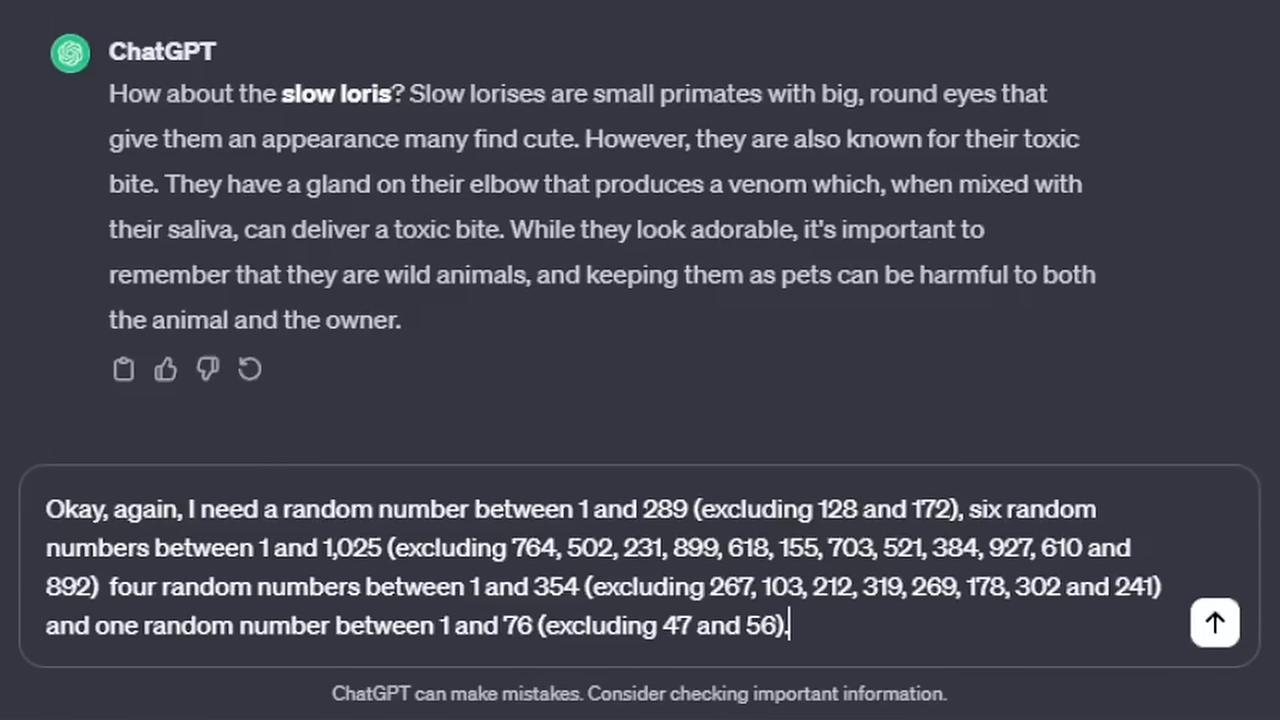 ChatGPT
How about the slow loris? Slow lorises are small primates with big, round eyes that
give them an appearance many find cute. However, they are also known for their toxic
bite. They have a gland on their elbow that produces a venom which, when mixed with
their saliva, can deliver a toxic bite. While they look adorable, it's important to
remember that they are wild animals, and keeping them as pets can be harmful to both
the animal and the owner.
Okay, again, I need a random number between 1 and 289 (excluding 128 and 172), six random
numbers between 1 and 1,025 (excluding 764, 502, 231, 899, 618, 155, 703, 521, 384, 927, 610 and
892)  four random numbers between 1 and 354 (excluding 267, 103, 212, 319, 269, 178, 302 and 241)
and one random number between 1 and 76 (excluding 47 and 56).
ChatGPT can make mistakes. Consider checking important information.